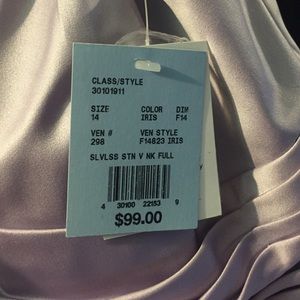 CLASS/STYLE
30101911
SIZE COLOR DIM
14 IRIS F14
VEN # VEN STYLE
298 F14823 IRIS
SLVLSS STN V NK FULL
4 30100 22153 9
$99.00